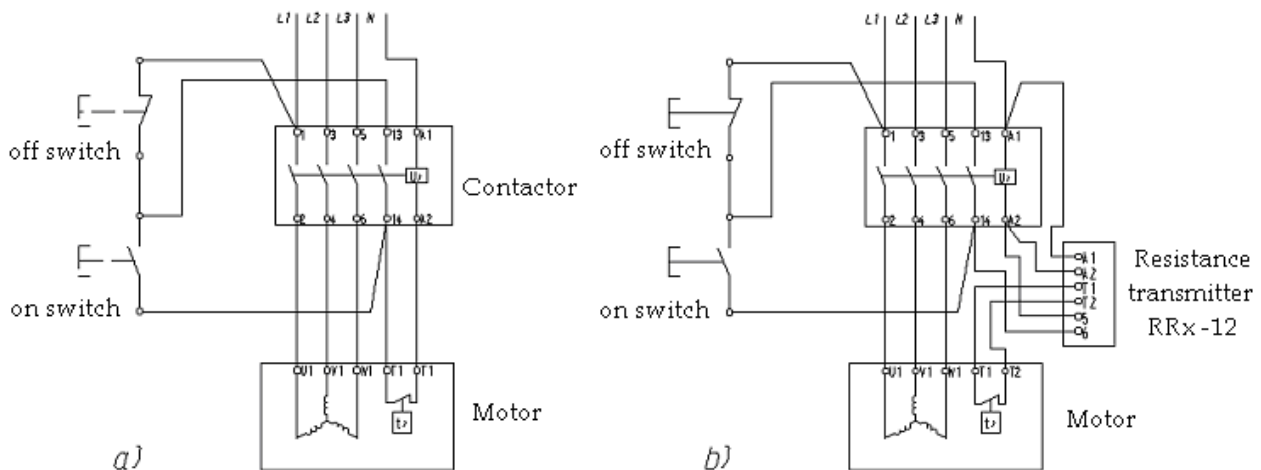 L1 L2 L3 N
1 3 5 13 A1
off switch
U>
Contactor
2 4 6 14 A2
on switch
U1 V1 W1 T1 T1
Motor
t>
a)
L1 L2 L3 N
1 3 5 13 A1
off switch
U>
2 4 6 14 A2
A1
A2
T1
T2
5
6
Resistance
transmitter
RRx -12
on switch
U1 V1 W1 T1 T2
Motor
t>
b)